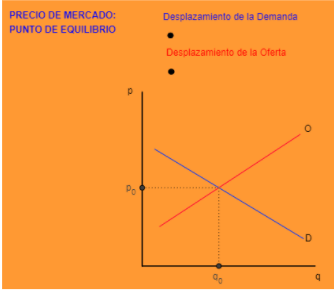 PRECIO DE MERCADO:
PUNTO DE EQUILIBRIO
Desplazamiento de la Demanda
Desplazamiento de la Oferta
p
O
p0
D
q0
q